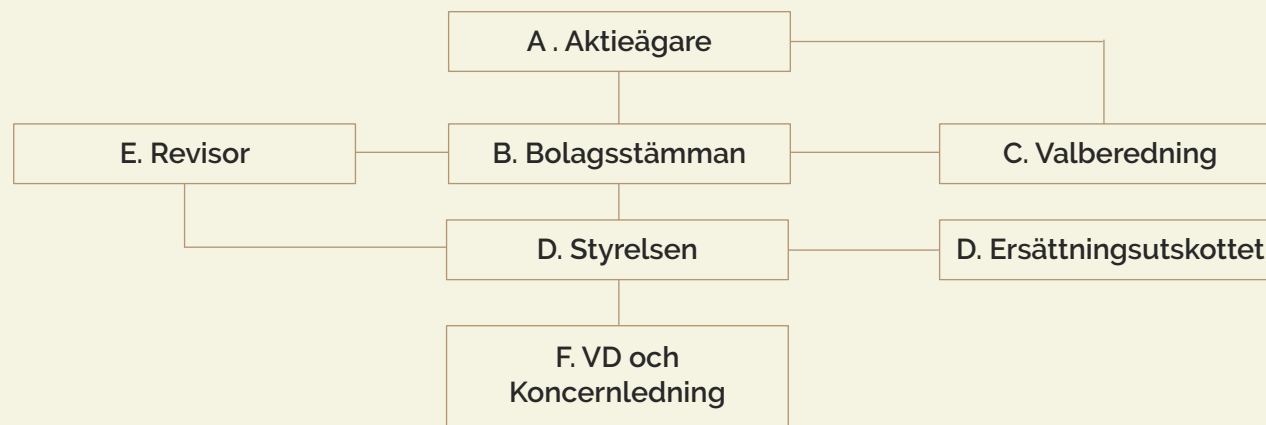 A . Aktieägare
E. Revisor
B. Bolagsstämman
C. Valberedning
D. Styrelsen
D. Ersättningsutskottet
F. VD och
Koncernledning